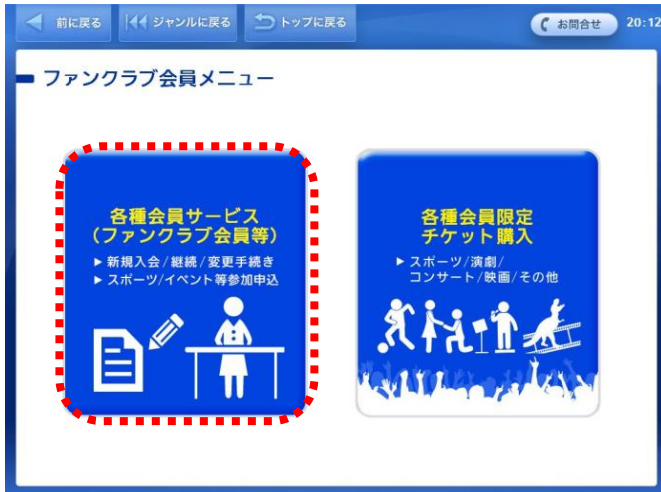 前に戻る
ジャンルに戻る
トップに戻る
お問合せ
20:12
ファンクラブ会員メニュー
各種会員サービス
(ファンクラブ会員等)
▶ 新規入会/継続/変更手続き
▶ スポーツ/イベント等参加申込
各種会員限定
チケット購入
▶ スポーツ/演劇/
コンサート/映画/その他